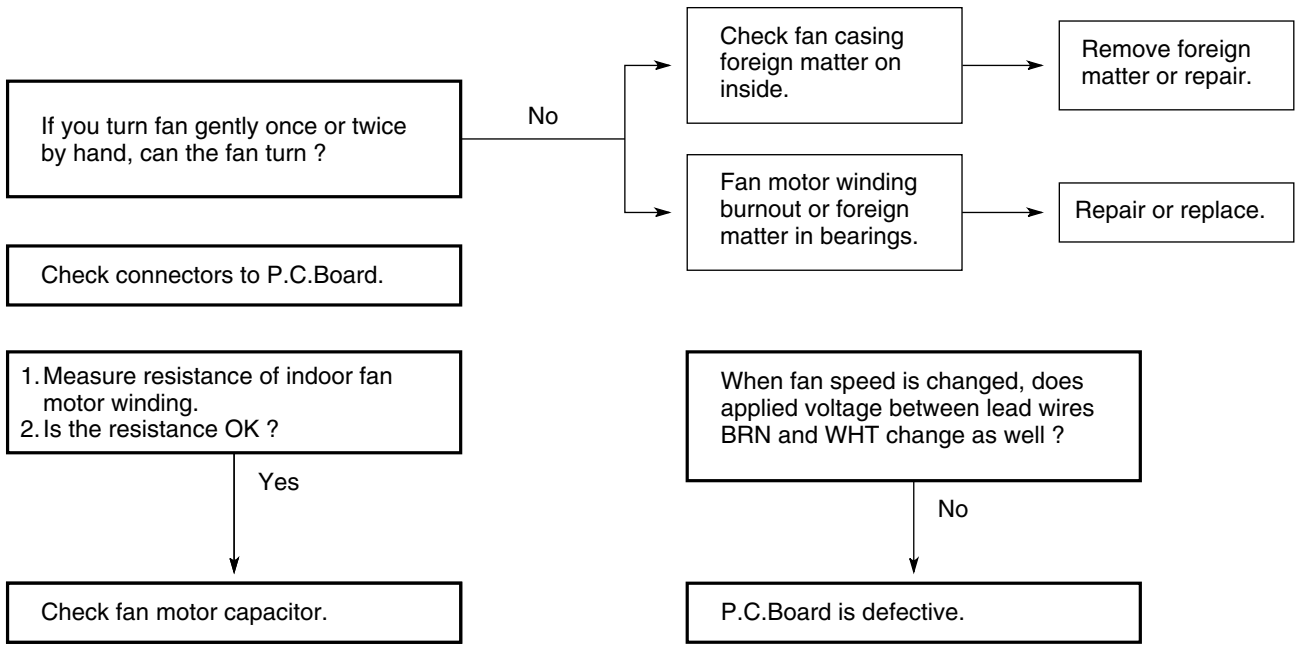 If you turn fan gently once or twice
by hand, can the fan turn ?
No
Check fan casing
foreign matter on
inside.
Remove foreign
matter or repair.
Fan motor winding
burnout or foreign
matter in bearings.
Repair or replace.
Check connectors to P.C.Board.
1. Measure resistance of indoor fan
motor winding.
2. Is the resistance OK ?
Yes
Check fan motor capacitor.
When fan speed is changed, does
applied voltage between lead wires
BRN and WHT change as well ?
No
P.C.Board is defective.